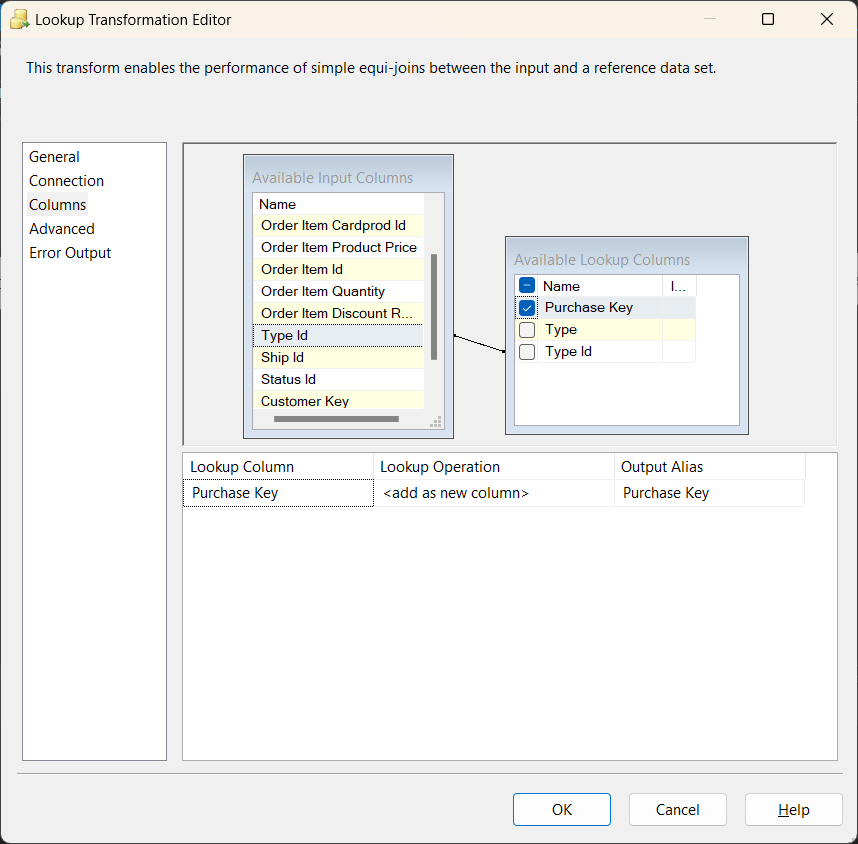 Lookup Transformation Editor
This transform enables the performance of simple equi-joins between the input and a reference data set.
General
Connection
Columns
Advanced
Error Output
Available Input Columns
Name
Order Item Cardprod Id
Order Item Product Price
Order Item Id
Order Item Quantity
Order Item Discount R...
Type Id
Ship Id
Status Id
Customer Key
Available Lookup Columns
Name I...
Purchase Key
Type
Type Id
Lookup Column Lookup Operation Output Alias
Purchase Key <add as new column> Purchase Key
OK Cancel Help